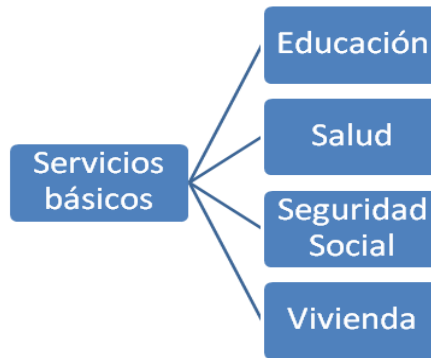 Servicios
básicos
Educación
Salud
Seguridad
Social
Vivienda